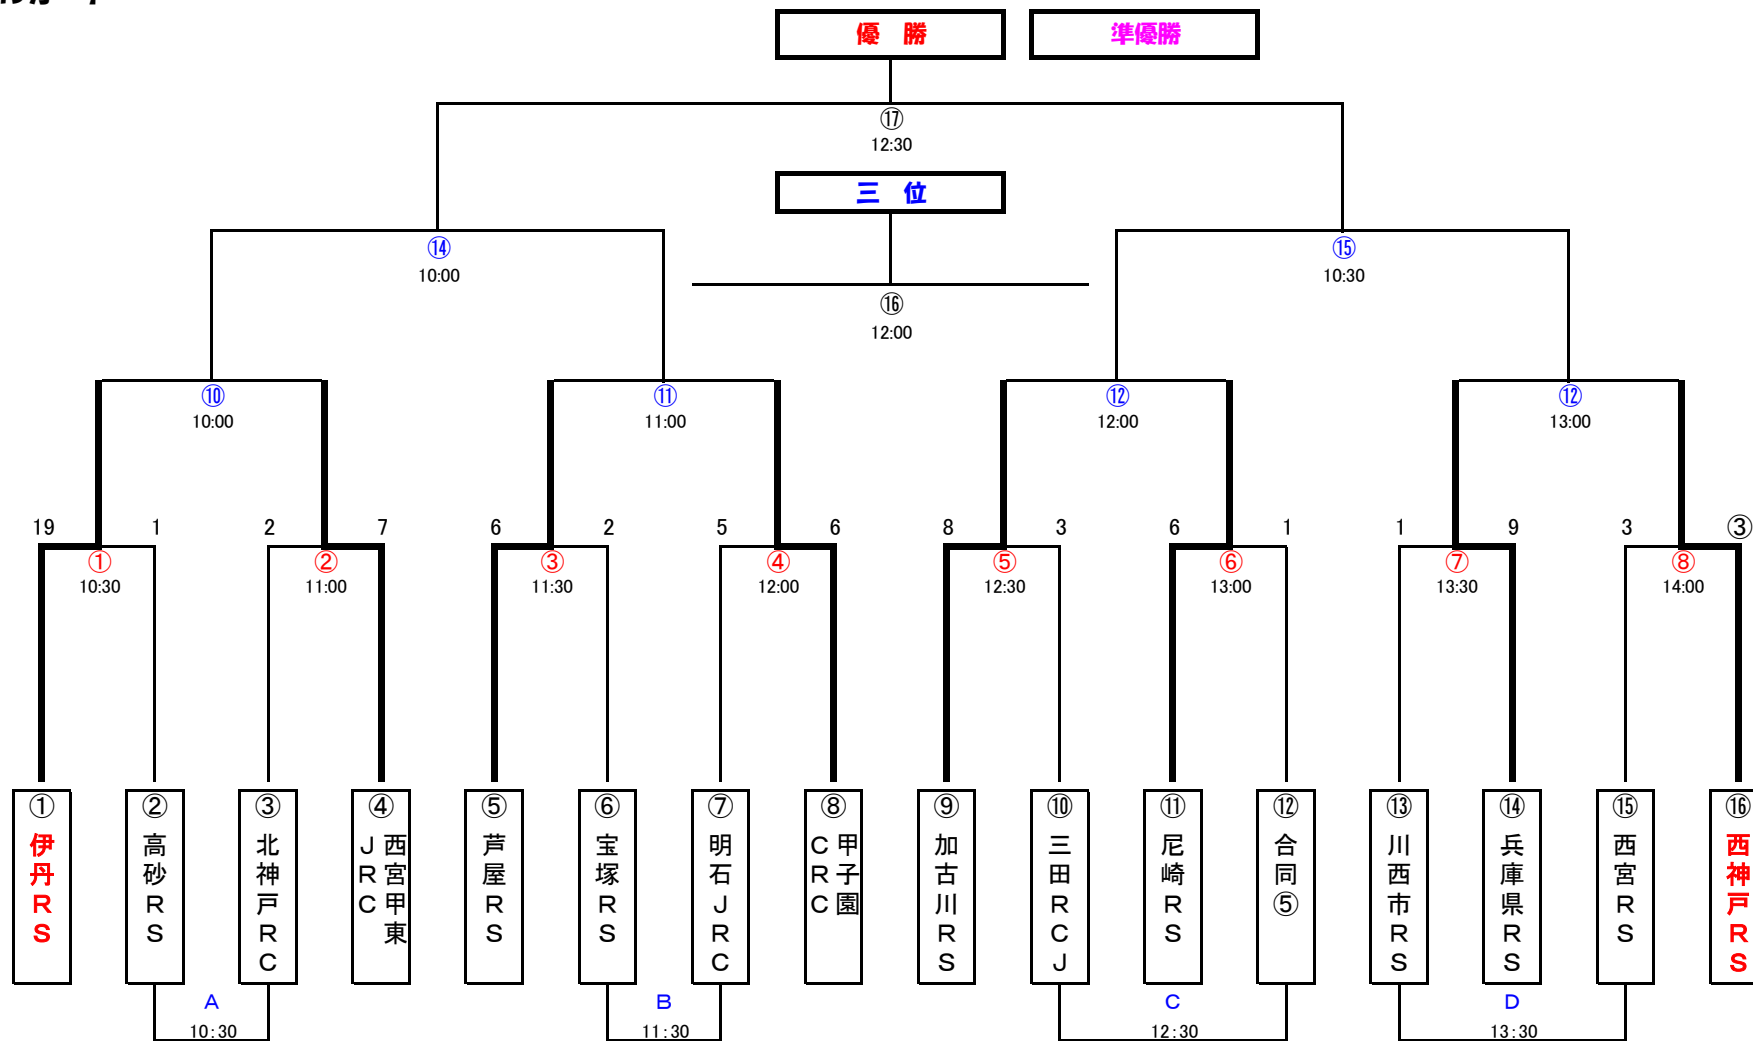 優　勝
準優勝
⑰
12:30
三　位
⑭
10:00
⑮
10:30
⑯
12:00
⑩
10:00
⑪
11:00
⑫
12:00
⑫
13:00
19 1 2 7 6 2 5 6 8 3 6 1 1 9 3 ③
① ② ③ ④ ⑤ ⑥ ⑦ ⑧
10:30 11:00 11:30 12:00 12:30 13:00 13:30 14:00
① 伊丹ＲＳ
② 高砂ＲＳ
③ 北神戸ＲＣ
④ 西宮甲東ＪＲＣ
⑤ 芦屋ＲＳ
⑥ 宝塚ＲＳ
⑦ 明石ＪＲＣ
⑧ 甲子園ＣＲＣ
⑨ 加古川ＲＳ
⑩ 三田ＲＣＪ
⑪ 尼崎ＲＳ
⑫ 合同⑤
⑬ 川西市ＲＳ
⑭ 兵庫県ＲＳ
⑮ 西宮ＲＳ
⑯ 西神戸ＲＳ
A B C D
10:30 11:30 12:30 13:30